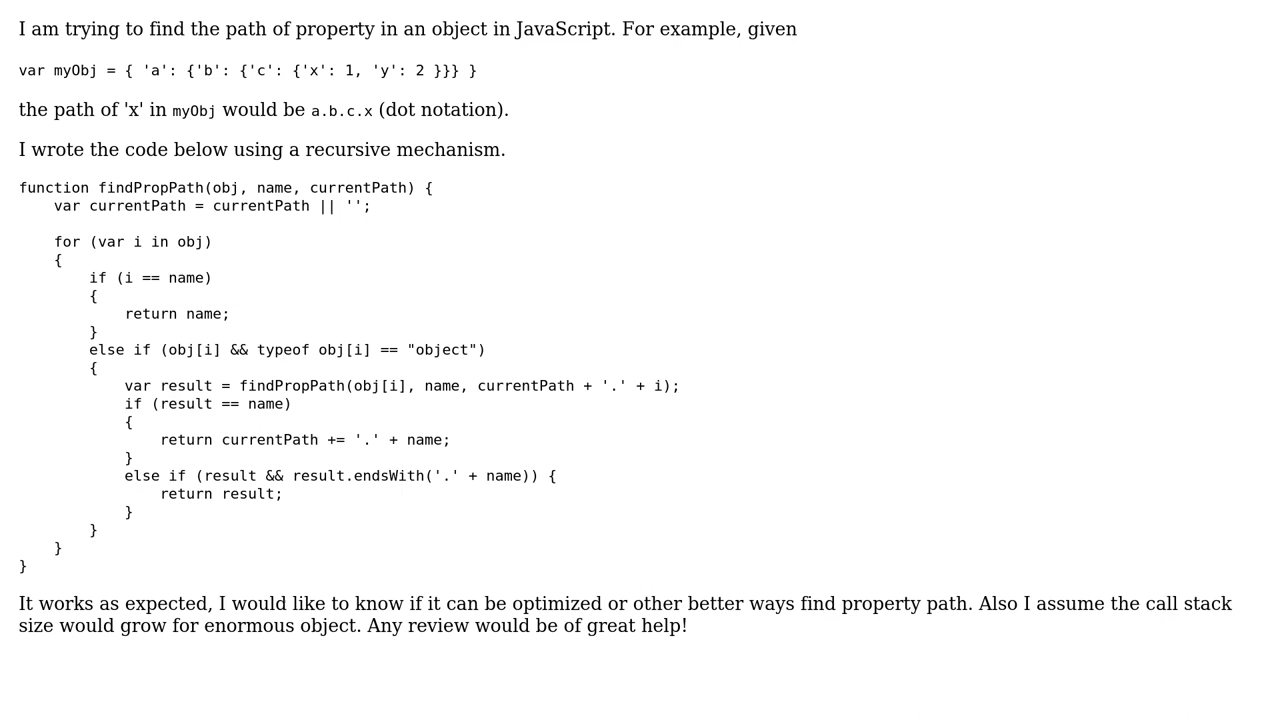 I am trying to find the path of property in an object in JavaScript. For example, given
var myObj = { 'a': {'b': {'c': {'x': 1, 'y': 2 }}} }
the path of 'x' in myObj would be a.b.c.x (dot notation).
I wrote the code below using a recursive mechanism.
function findPropPath(obj, name, currentPath) {
    var currentPath = currentPath || '';

    for (var i in obj)
    {
        if (i == name)
        {
            return name;
        }
        else if (obj[i] && typeof obj[i] == "object")
        {
            var result = findPropPath(obj[i], name, currentPath + '.' + i);
            if (result == name)
            {
                return currentPath += '.' + name;
            }
            else if (result && result.endsWith('.' + name)) {
                return result;
            }
        }
    }
}
It works as expected, I would like to know if it can be optimized or other better ways find property path. Also I assume the call stack
size would grow for enormous object. Any review would be of great help!